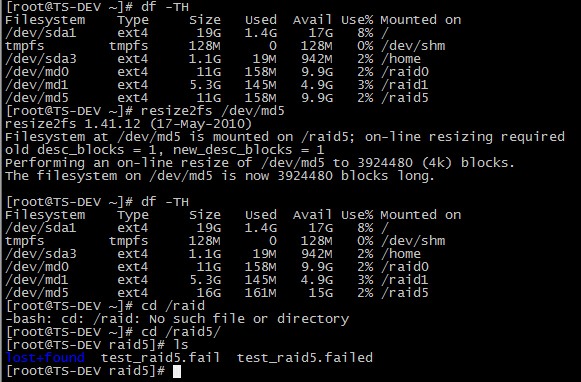 [root@TS-DEV ~]# df -TH
Filesystem Type Size Used Avail Use% Mounted on
/dev/sda1 ext4 19G 1.4G 17G 8% /
tmpfs tmpfs 128M 0 128M 0% /dev/shm
/dev/sda3 ext4 1.1G 19M 942M 2% /home
/dev/md0 ext4 11G 158M 9.9G 2% /raid0
/dev/md1 ext4 5.3G 145M 4.9G 3% /raid1
/dev/md5 ext4 11G 158M 9.9G 2% /raid5
[root@TS-DEV ~]# resize2fs /dev/md5
resize2fs 1.41.12 (17-May-2010)
Filesystem at /dev/md5 is mounted on /raid5; on-line resizing required
old desc_blocks = 1, new_desc_blocks = 1
Performing an on-line resize of /dev/md5 to 3924480 (4k) blocks.
The filesystem on /dev/md5 is now 3924480 blocks long.
[root@TS-DEV ~]# df -TH
Filesystem Type Size Used Avail Use% Mounted on
/dev/sda1 ext4 19G 1.4G 17G 8% /
tmpfs tmpfs 128M 0 128M 0% /dev/shm
/dev/sda3 ext4 1.1G 19M 942M 2% /home
/dev/md0 ext4 11G 158M 9.9G 2% /raid0
/dev/md1 ext4 5.3G 145M 4.9G 3% /raid1
/dev/md5 ext4 16G 161M 15G 2% /raid5
[root@TS-DEV ~]# cd /raid
-bash: cd: /raid: No such file or directory
[root@TS-DEV ~]# cd /raid5/
[root@TS-DEV raid5]# ls
lost+found test_raid5.fail test_raid5.failed
[root@TS-DEV raid5]#